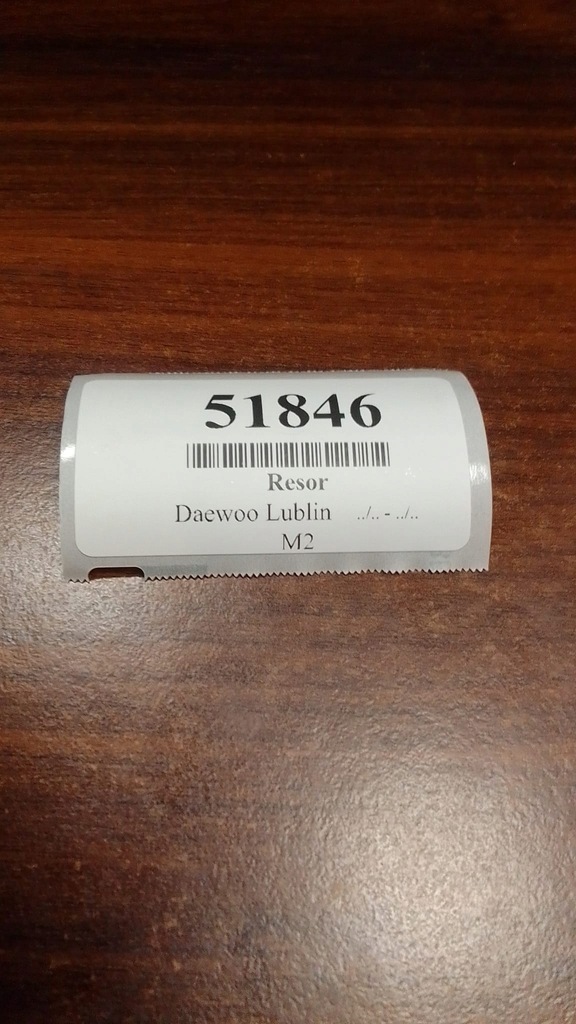 51846
Resor
Daewoo Lublin ../.. - ../..
M2